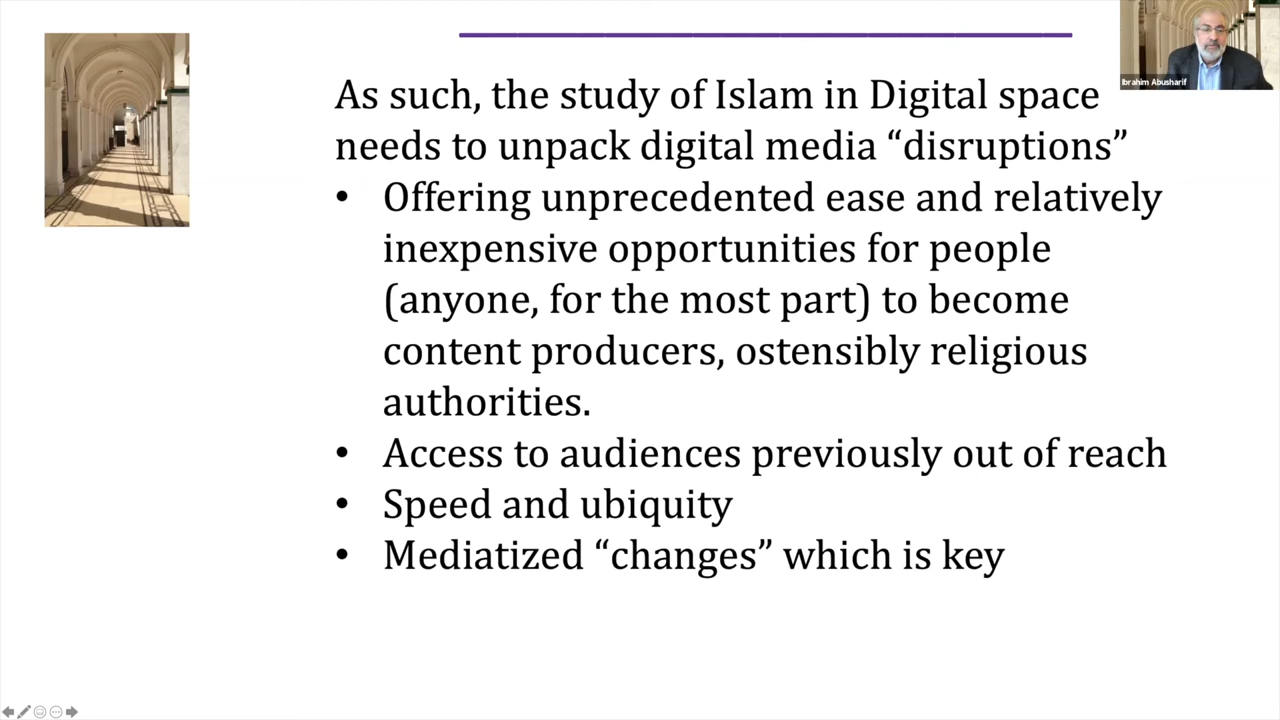 Ibrahim Abusharif
As such, the study of Islam in Digital space
needs to unpack digital media “disruptions”
• Offering unprecedented ease and relatively
inexpensive opportunities for people
(anyone, for the most part) to become
content producers, ostensibly religious
authorities.
• Access to audiences previously out of reach
• Speed and ubiquity
• Mediatized “changes” which is key